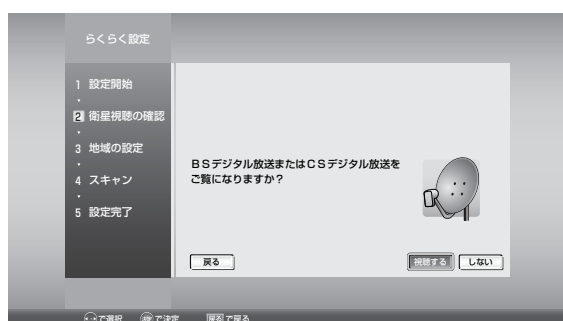 らくらく設定
1 設定開始
2 衛星視聴の確認
3 地域の設定
4 スキャン
5 設定完了
BSデジタル放送またはCSデジタル放送を
ご覧になりますか?
戻る 視聴する しない
で選択 決定 で決定 戻る で戻る